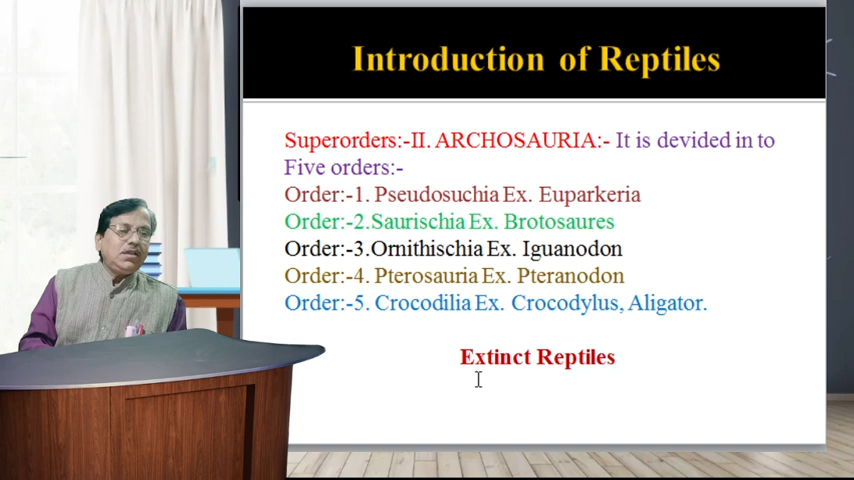 Introduction of Reptiles
Superorders:-II. ARCHOSAURIA:- It is devided in to
Five orders:-
Order:-1. Pseudosuchia Ex. Euparkeria
Order:-2.Saurischia Ex. Brotosaures
Order:-3.Ornithischia Ex. Iguanodon
Order:-4. Pterosauria Ex. Pteranodon
Order:-5. Crocodilia Ex. Crocodylus, Aligator.
Extinct Reptiles